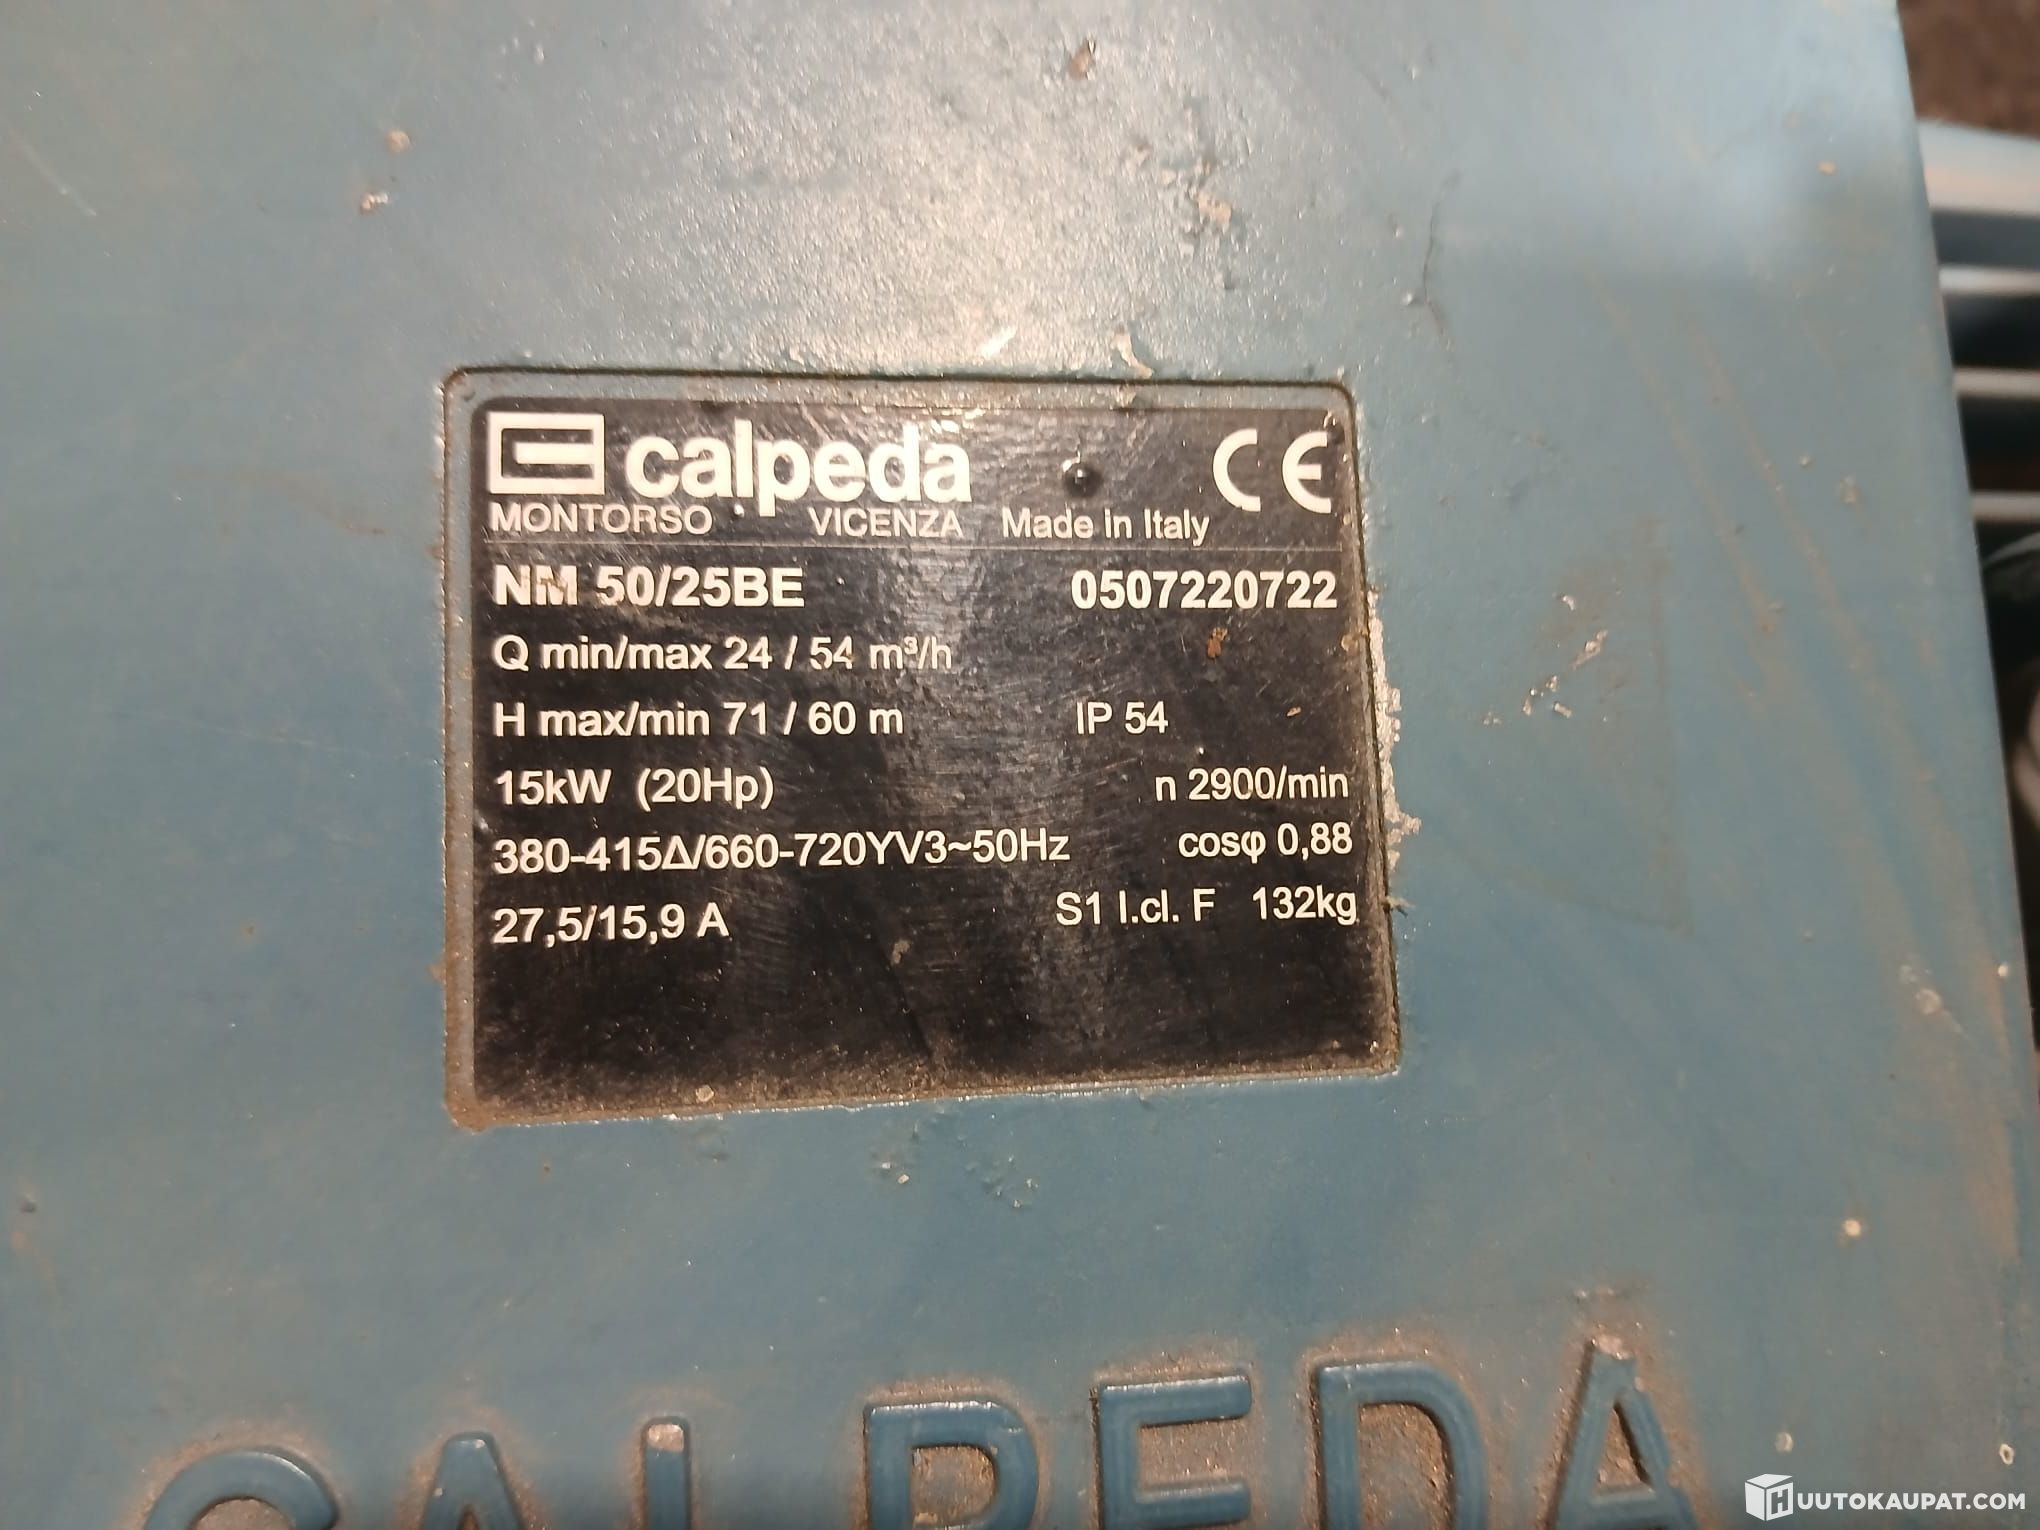 calpeda CE
MONTORSO VICENZA Made in Italy
NM 50/25BE 0507220722
Q min/max 24 / 54 m³/h
H max/min 71 / 60 m IP 54
15kW (20Hp) n 2900/min
380-415Δ/660-720YV3~50Hz cosφ 0,88
27,5/15,9 A S1 I.cl. F 132kg
CALPEDA
HUUTOKAUPAT.COM